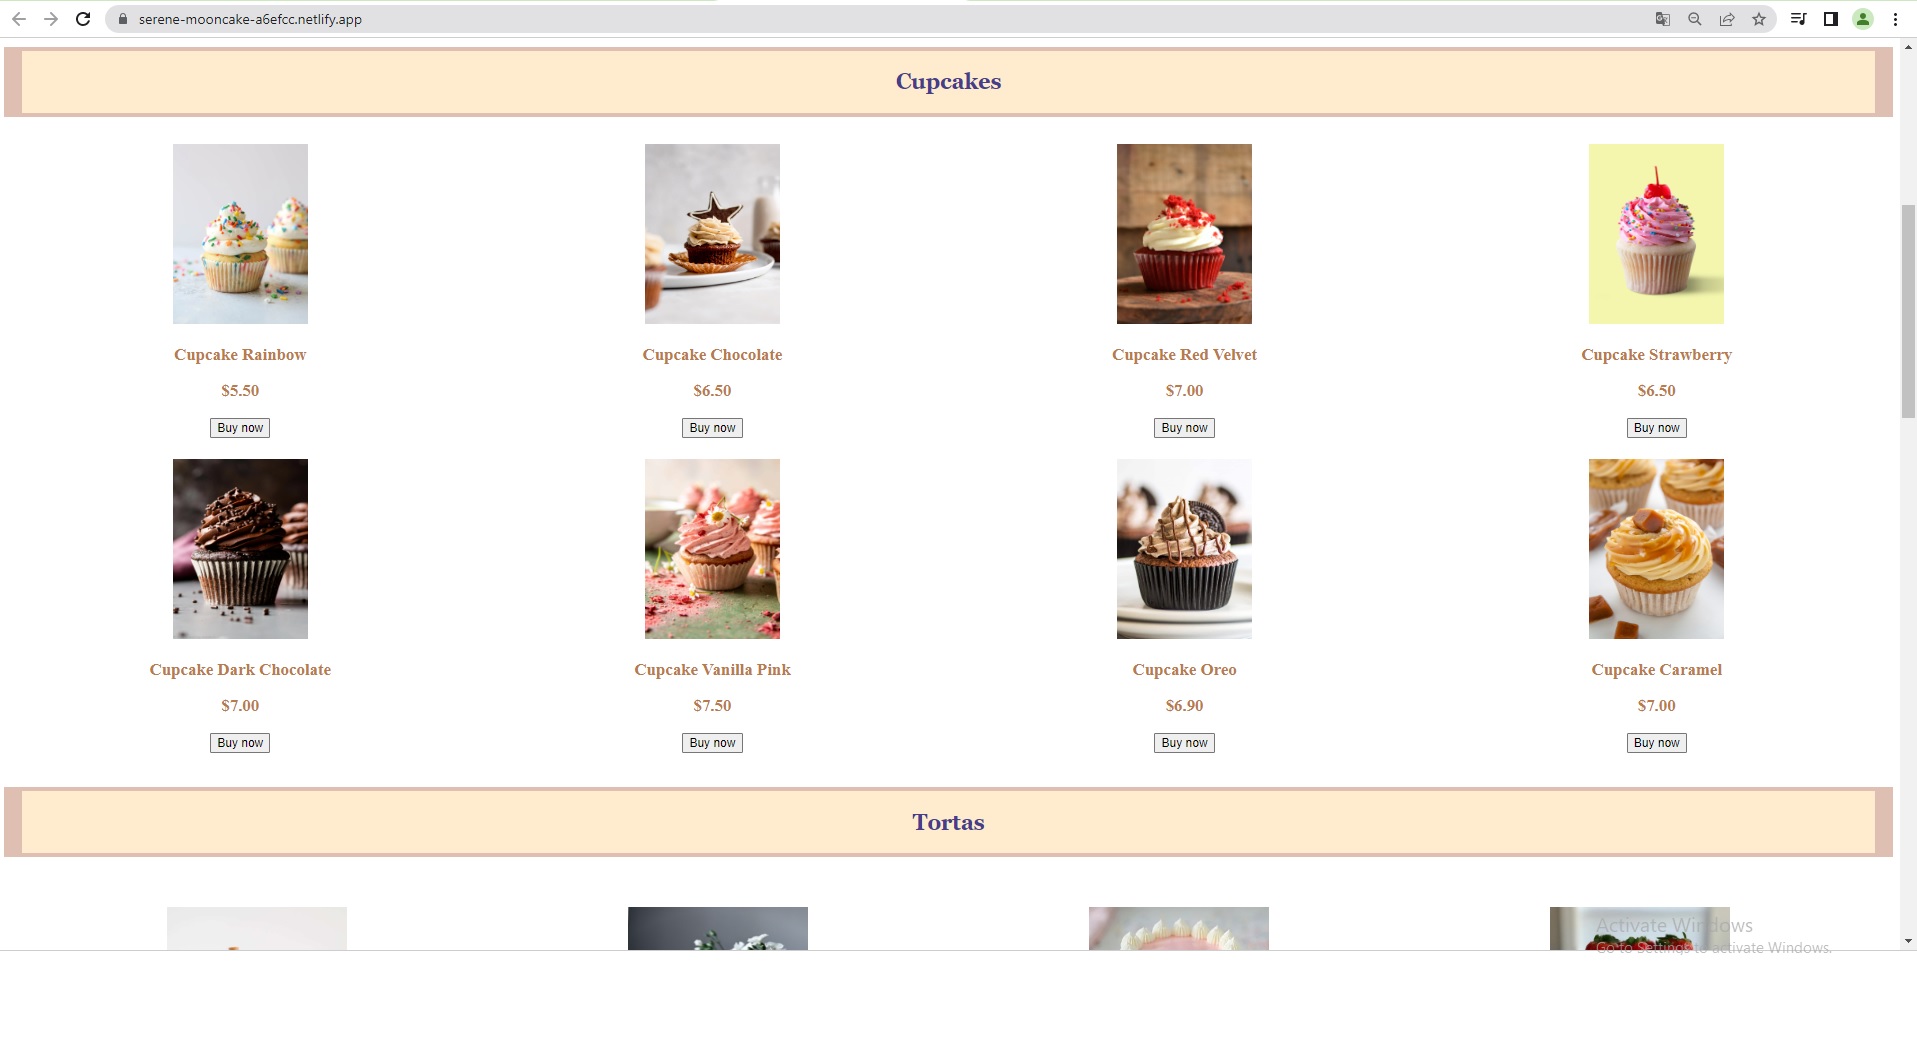 serene-mooncake-a6efcc.netlify.app
Cupcakes
Cupcake Rainbow
$5.50
Buy now
Cupcake Chocolate
$6.50
Buy now
Cupcake Red Velvet
$7.00
Buy now
Cupcake Strawberry
$6.50
Buy now
Cupcake Dark Chocolate
$7.00
Buy now
Cupcake Vanilla Pink
$7.50
Buy now
Cupcake Oreo
$6.90
Buy now
Cupcake Caramel
$7.00
Buy now
Tortas
Activate Windows
Go to Settings to activate Windows.